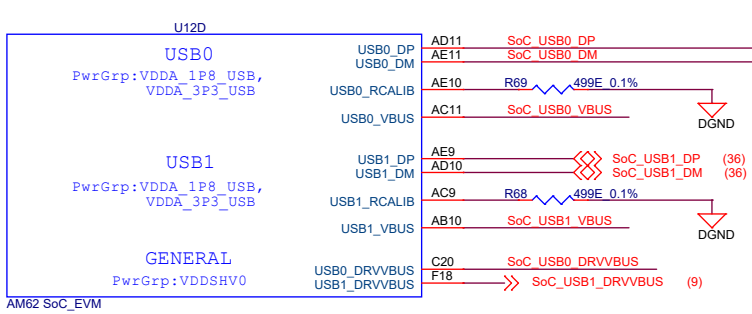 U12D
USB0
PwrGrp:VDDA_1P8_USB,
VDDA_3P3_USB
USB0_DP AD11 SoC_USB0_DP
USB0_DM AE11 SoC_USB0_DM
USB0_RCALIB AE10 R69 499E_0.1%
DGND
USB0_VBUS AC11 SoC_USB0_VBUS
USB1
PwrGrp:VDDA_1P8_USB,
VDDA_3P3_USB
USB1_DP AE9 SoC_USB1_DP (36)
USB1_DM AD10 SoC_USB1_DM (36)
USB1_RCALIB AC9 R68 499E_0.1%
DGND
USB1_VBUS AB10 SoC_USB1_VBUS
GENERAL
PwrGrp:VDDSHV0
USB0_DRVVBUS C20 SoC_USB0_DRVVBUS
USB1_DRVVBUS F18 SoC_USB1_DRVVBUS (9)
AM62 SoC_EVM